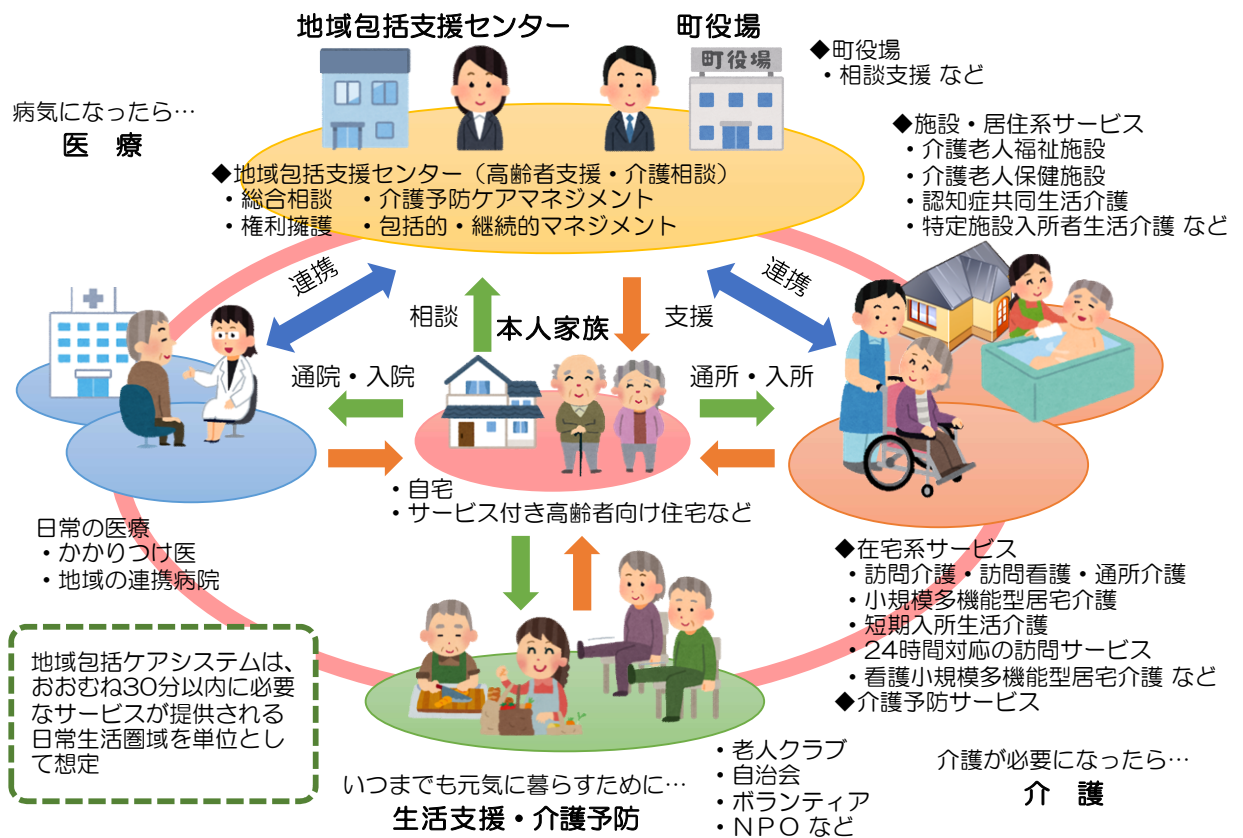 地域包括支援センター
町役場
町役場
◆町役場
・相談支援 など
病気になったら…
医 療
◆施設・居住系サービス
・介護老人福祉施設
・介護老人保健施設
・認知症共同生活介護
・特定施設入所者生活介護 など
◆地域包括支援センター（高齢者支援・介護相談）
・総合相談 ・介護予防ケアマネジメント
・権利擁護 ・包括的・継続的マネジメント
連携
連携
相談
支援
本人家族
通院・入院
通所・入所
・自宅
・サービス付き高齢者向け住宅など
日常の医療
・かかりつけ医
・地域の連携病院
◆在宅系サービス
・訪問介護・訪問看護・通所介護
・小規模多機能型居宅介護
・短期入所生活介護
・24時間対応の訪問サービス
・看護小規模多機能型居宅介護 など
◆介護予防サービス
地域包括ケアシステムは、
おおむね30分以内に必要
なサービスが提供される
日常生活圏域を単位とし
て想定
いつまでも元気に暮らすために…
生活支援・介護予防
・老人クラブ
・自治会
・ボランティア
・ＮＰＯ など
介護が必要になったら…
介 護